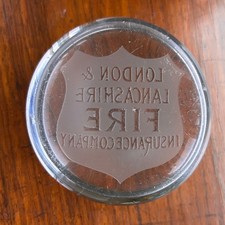 LONDON &
LANCASHIRE
FIRE
INSURANCE COMPANY